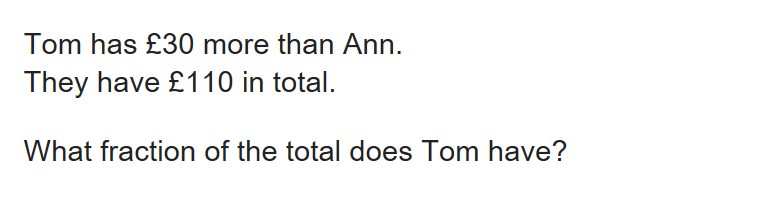 Tom has £30 more than Ann.
They have £110 in total.
What fraction of the total does Tom have?